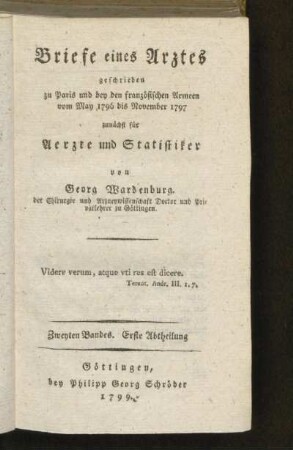 Briefe eines Arztes
geschrieben
zu Paris und bey den französischen Armeen
vom May 1796 bis November 1797
zunächst für
Aerzte und Statistiker
von
Georg Wardenburg.
der Chirurgie und Arzneywissenschaft Doctor und Pri-
vatlehrer zu Göttingen.
Videre verum, atque vti res est dicere.
Terent. Andr. III. 1. 7.
Zweyten Bandes. Erste Abtheilung
Göttingen,
bey Philipp Georg Schröder
1799.